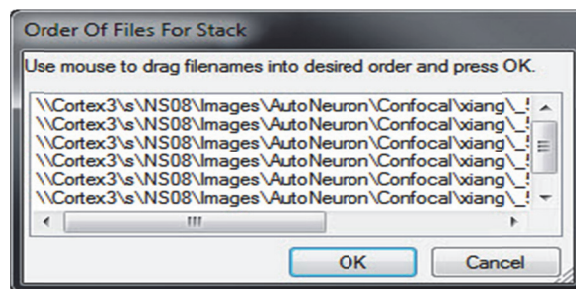 Order Of Files For Stack
Use mouse to drag filenames into desired order and press OK.
\\Cortex3\s\NS08\Images\AutoNeuron\Confocal\xiang\_
\\Cortex3\s\NS08\Images\AutoNeuron\Confocal\xiang\_
\\Cortex3\s\NS08\Images\AutoNeuron\Confocal\xiang\_
\\Cortex3\s\NS08\Images\AutoNeuron\Confocal\xiang\_
\\Cortex3\s\NS08\Images\AutoNeuron\Confocal\xiang\_
\\Cortex3\s\NS08\Images\AutoNeuron\Confocal\xiang\_
OK Cancel